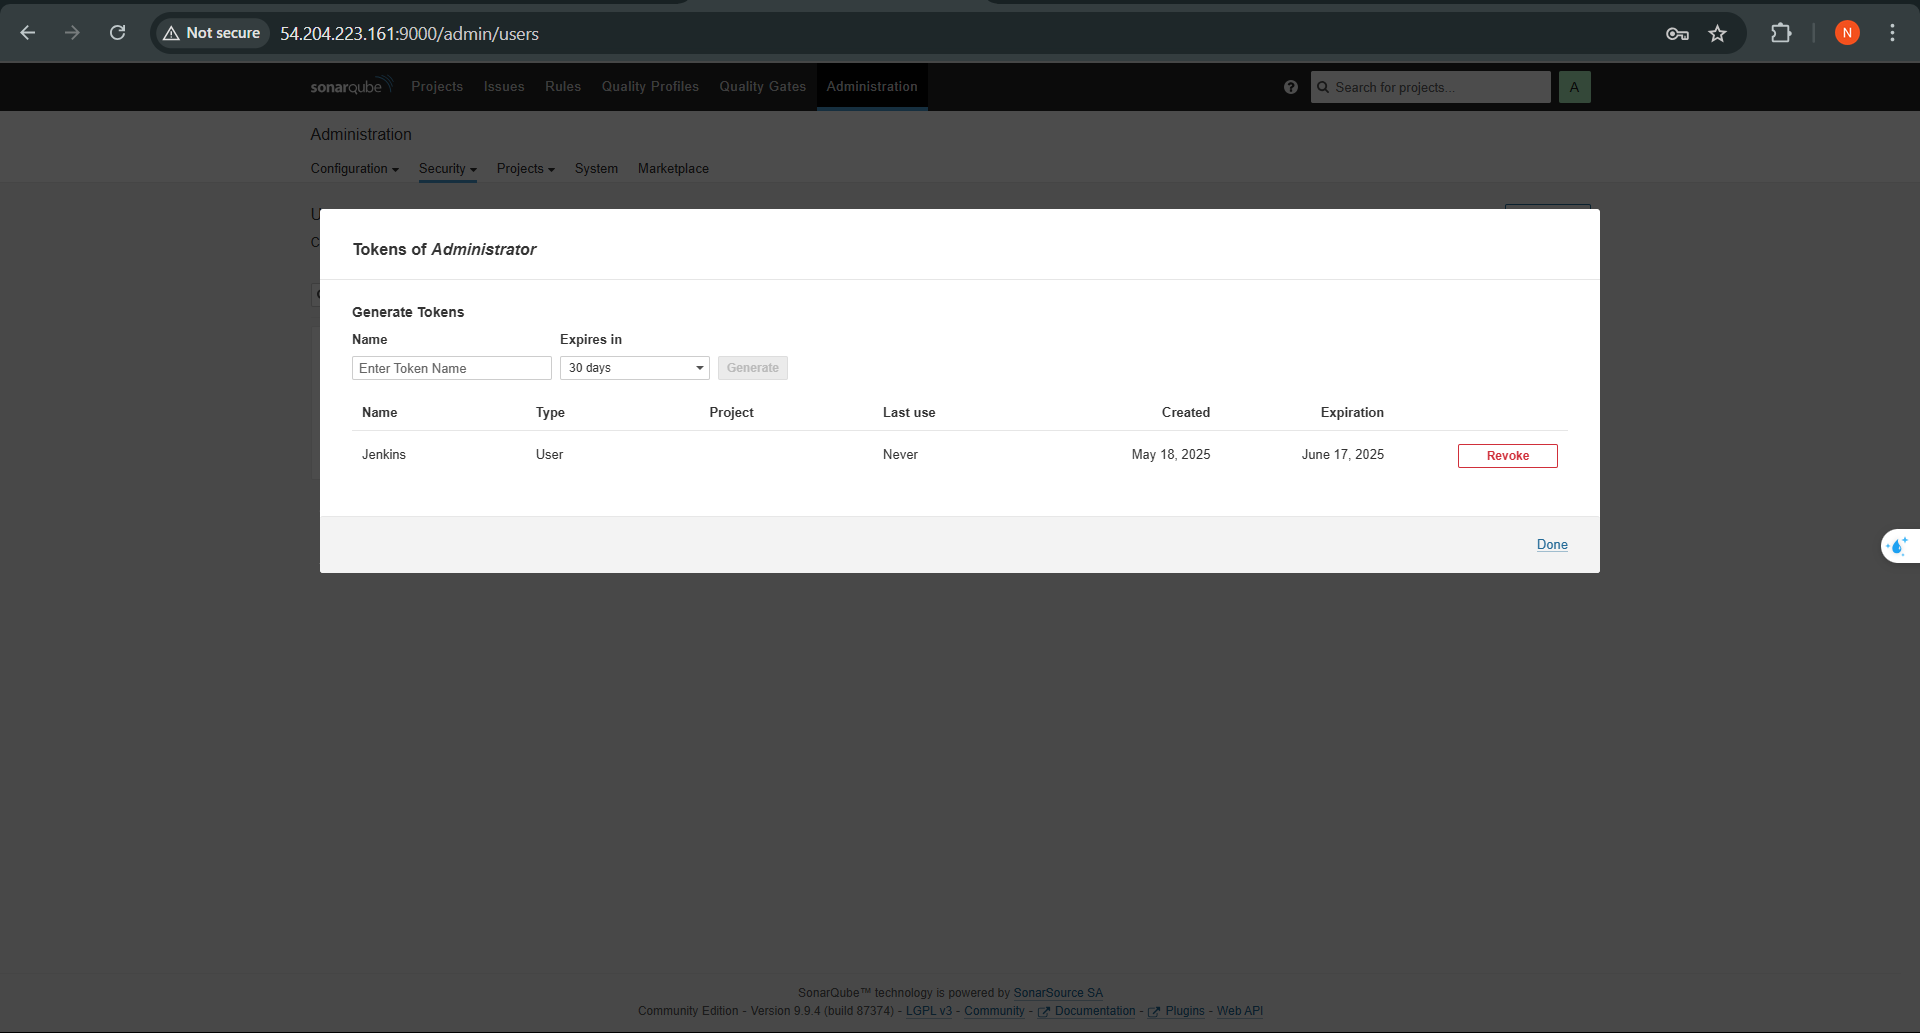 Not secure 54.204.223.161:9000/admin/users N
sonarqube Projects Issues Rules Quality Profiles Quality Gates Administration Search for projects... A
Administration
Configuration Security Projects System Marketplace
Tokens of Administrator
Generate Tokens
Name Expires in
Enter Token Name 30 days Generate
Name Type Project Last use Created Expiration
Jenkins User Never May 18, 2025 June 17, 2025 Revoke
Done
SonarQube™ technology is powered by SonarSource SA
Community Edition - Version 9.9.4 (build 87374) - LGPL v3 - Community - Documentation - Plugins - Web API